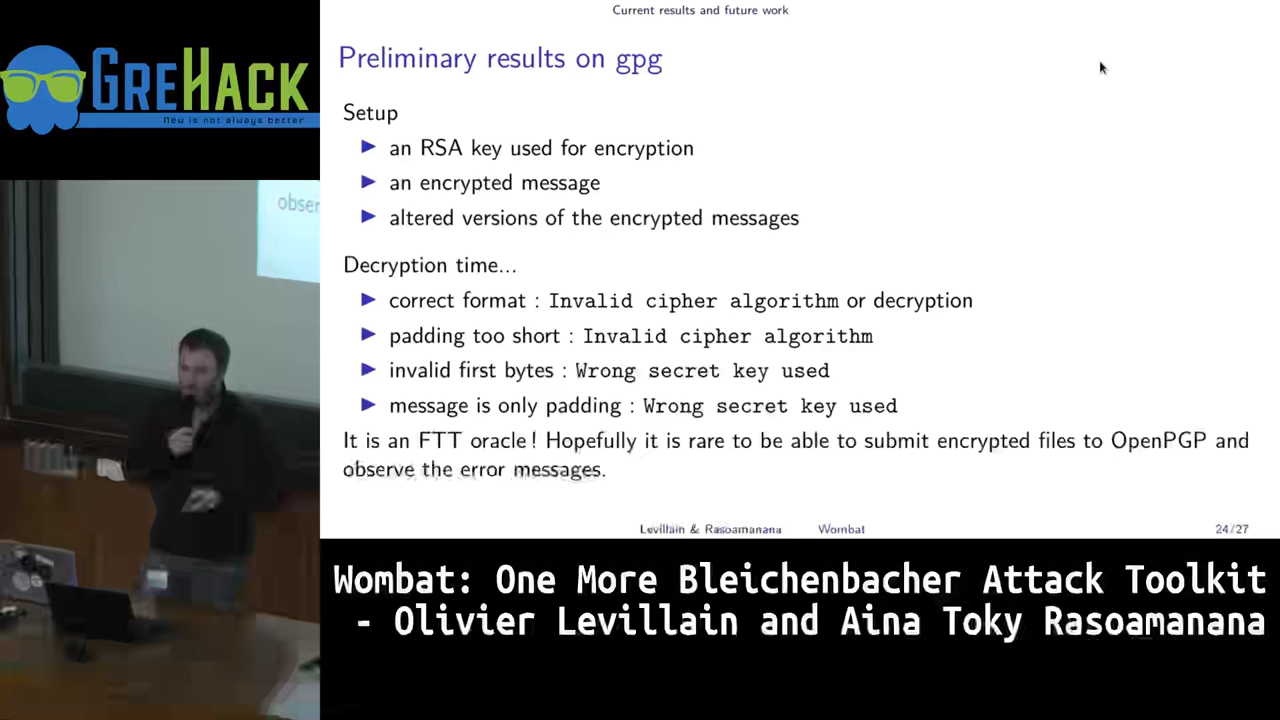 Current results and future work
GREHACK
New is not always better
Preliminary results on gpg
Setup
an RSA key used for encryption
an encrypted message
altered versions of the encrypted messages
obser
Decryption time...
correct format : Invalid cipher algorithm or decryption
padding too short : Invalid cipher algorithm
invalid first bytes : Wrong secret key used
message is only padding : Wrong secret key used
It is an FTT oracle ! Hopefully it is rare to be able to submit encrypted files to OpenPGP and
observe the error messages.
Levillain & Rasoamanana Wombat 24/27
Wombat: One More Bleichenbacher Attack Toolkit
- Olivier Levillain and Aina Toky Rasoamanana